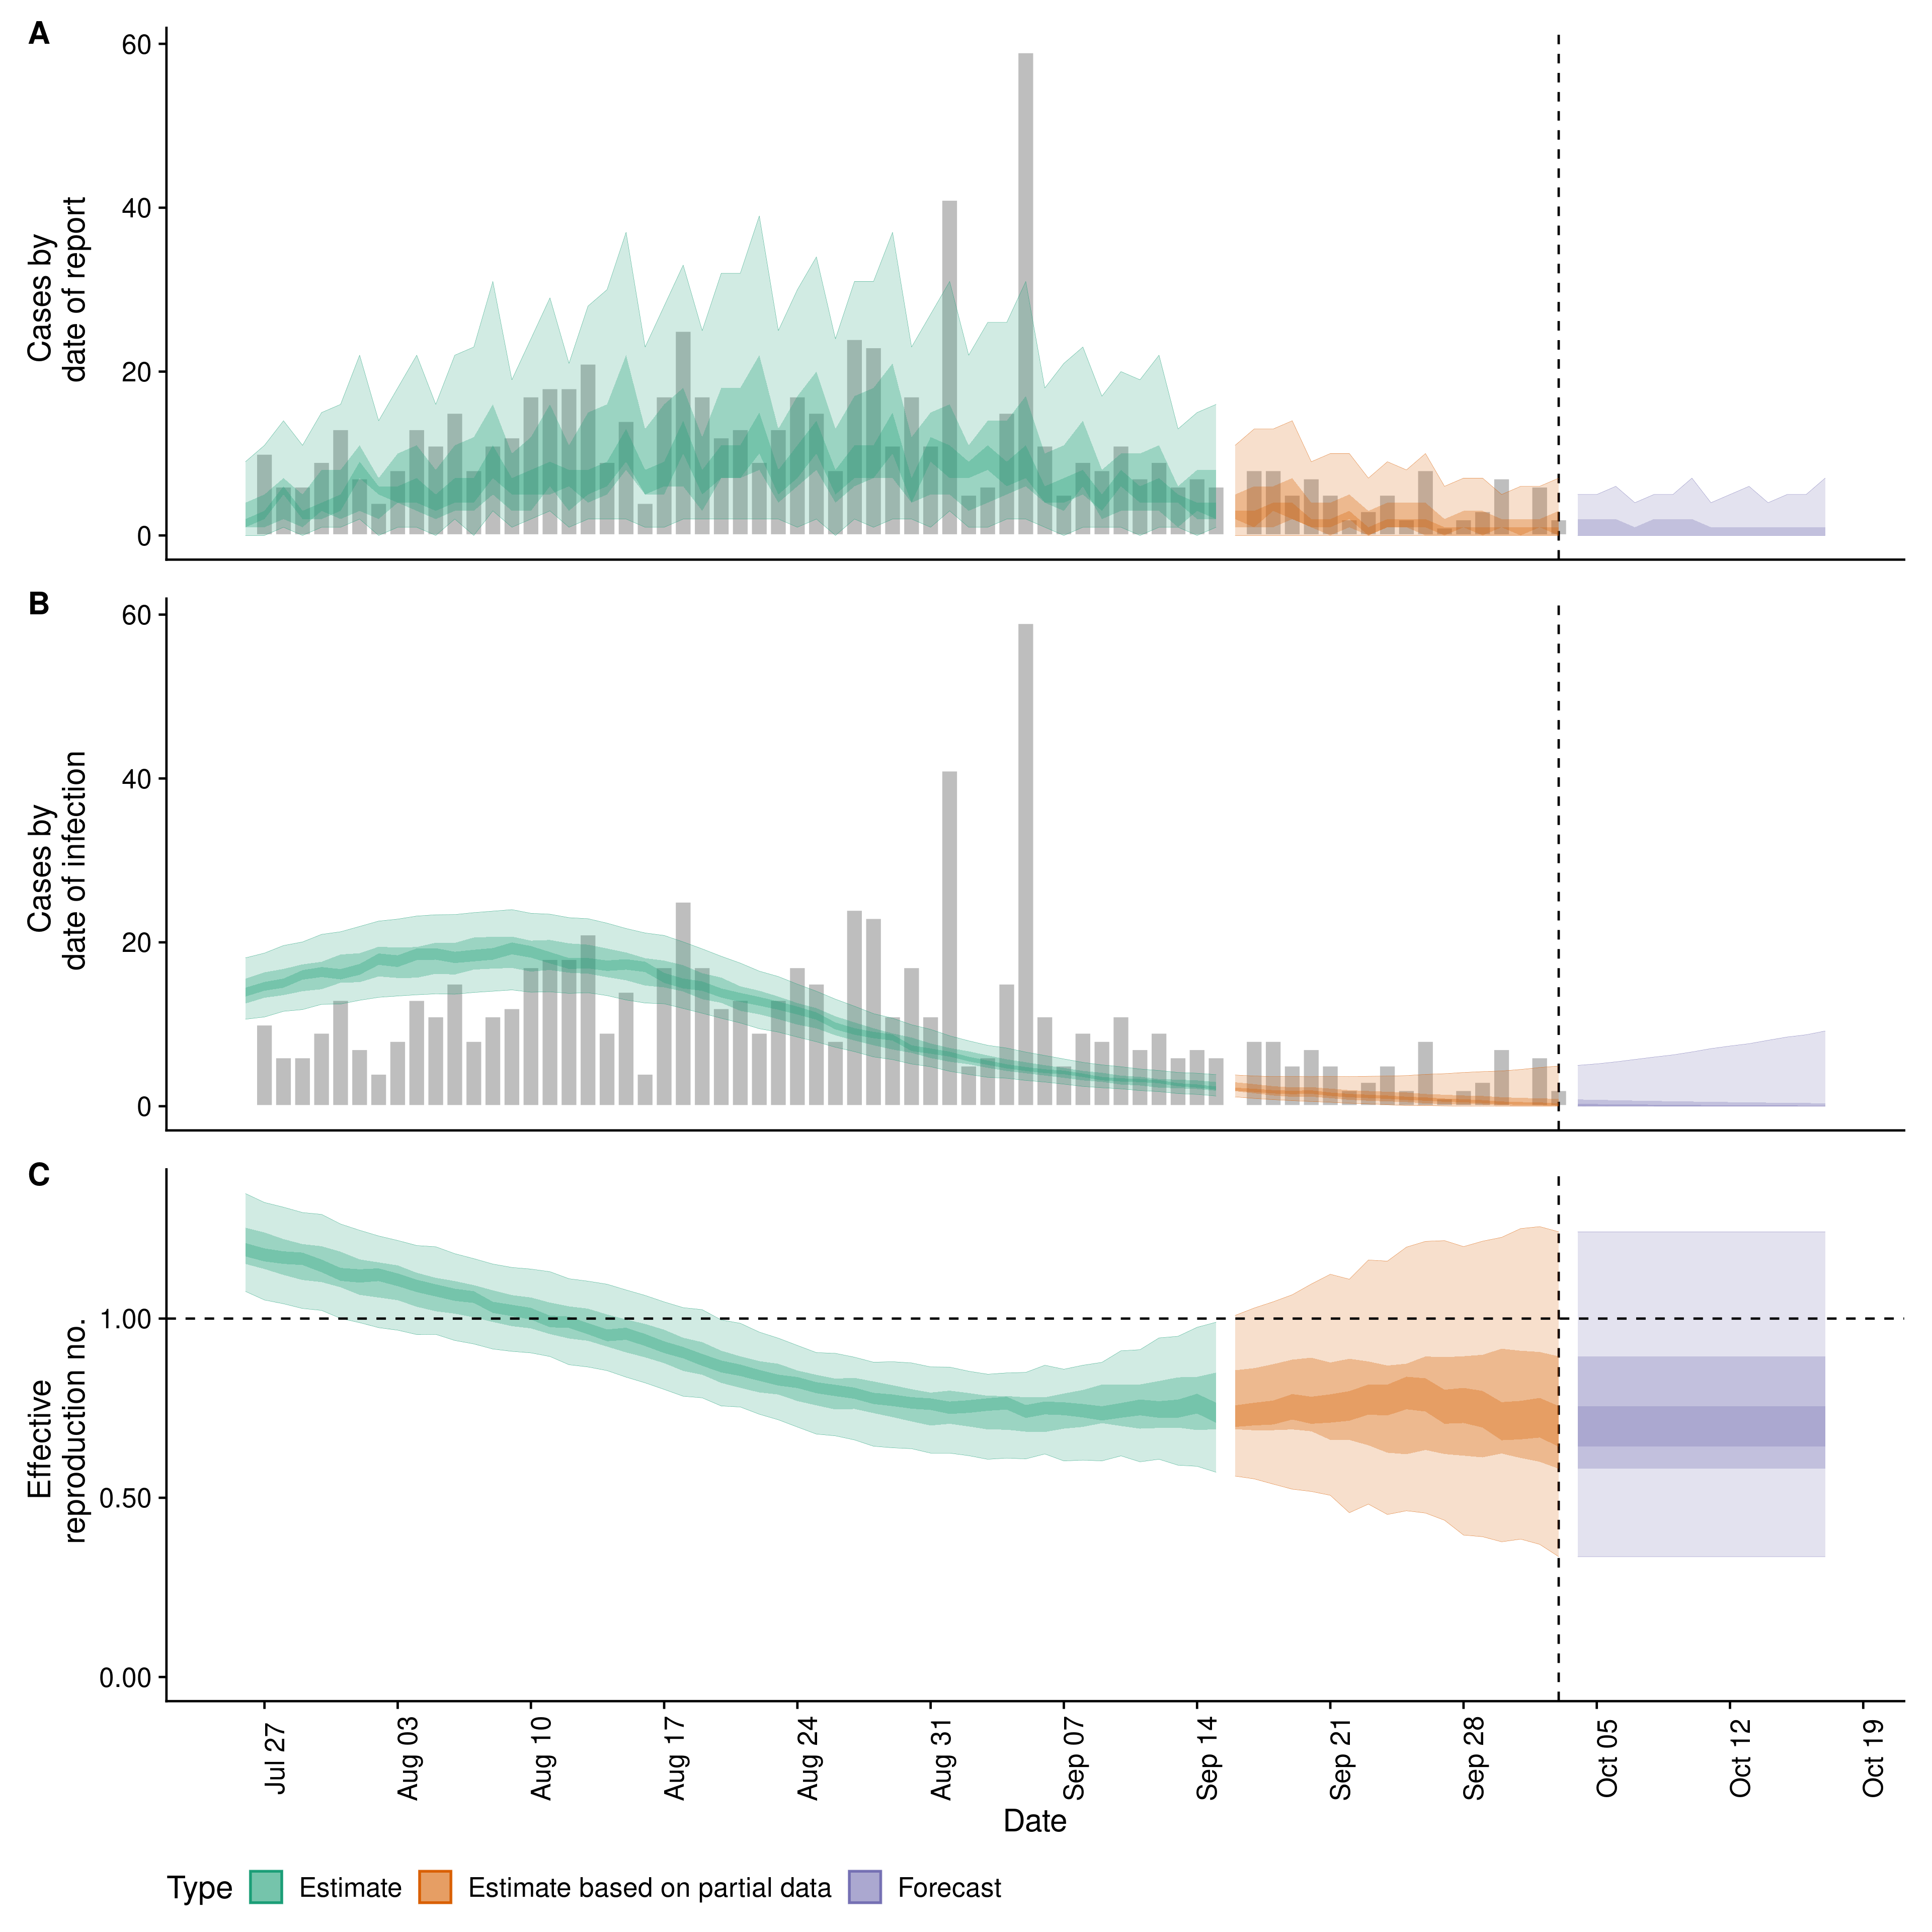 A
60
40
20
0
Cases by
date of report
B
60
40
20
0
Cases by
date of infection
C
1.00
0.50
0.00
Effective
reproduction no.
Jul 27
Aug 03
Aug 10
Aug 17
Aug 24
Aug 31
Sep 07
Sep 14
Sep 21
Sep 28
Oct 05
Oct 12
Oct 19
Date
Type Estimate Estimate based on partial data Forecast